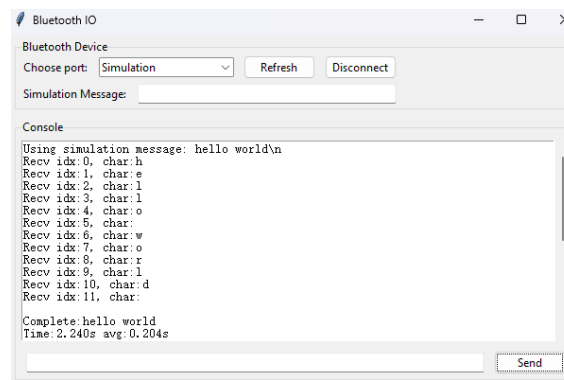 Bluetooth IO
Bluetooth Device
Choose port: Simulation Refresh Disconnect
Simulation Message:
Console
Using simulation message: hello world\n
Recv idx:0, char:h
Recv idx:1, char:e
Recv idx:2, char:l
Recv idx:3, char:l
Recv idx:4, char:o
Recv idx:5, char:
Recv idx:6, char:w
Recv idx:7, char:o
Recv idx:8, char:r
Recv idx:9, char:l
Recv idx:10, char:d
Recv idx:11, char:
Complete:hello world
Time:2.240s avg:0.204s
Send